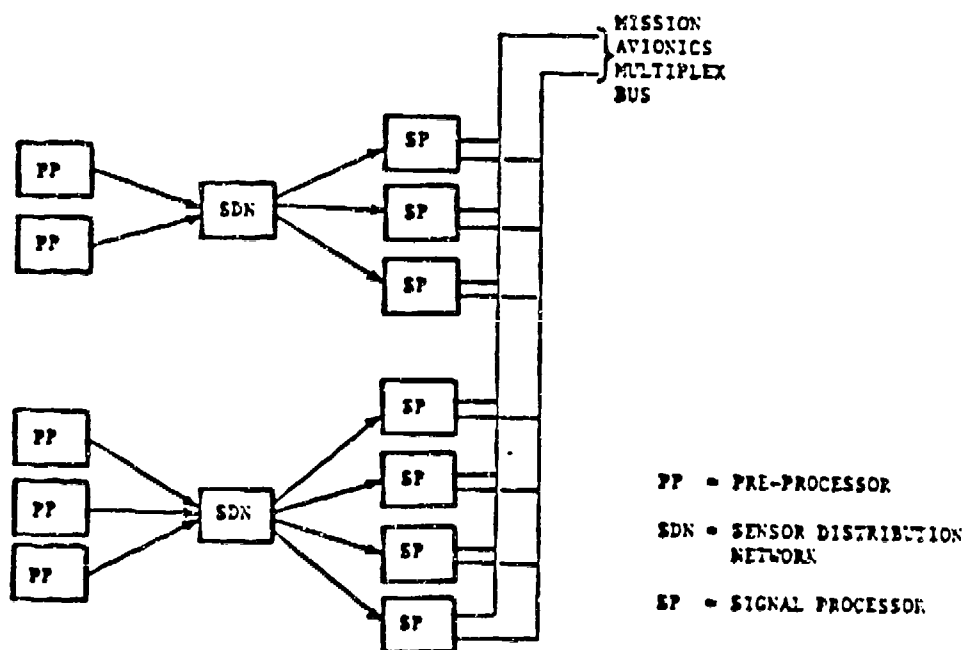 MISSION
AVIONICS
MULTIPLEX
BUS
SP
PP
SDN
SP
PP
SP
SP
PP
SP
PP
SDN
SP
PP
SP
PP = PRE-PROCESSOR
SDN = SENSOR DISTRIBUTION
NETWORK
SP = SIGNAL PROCESSOR